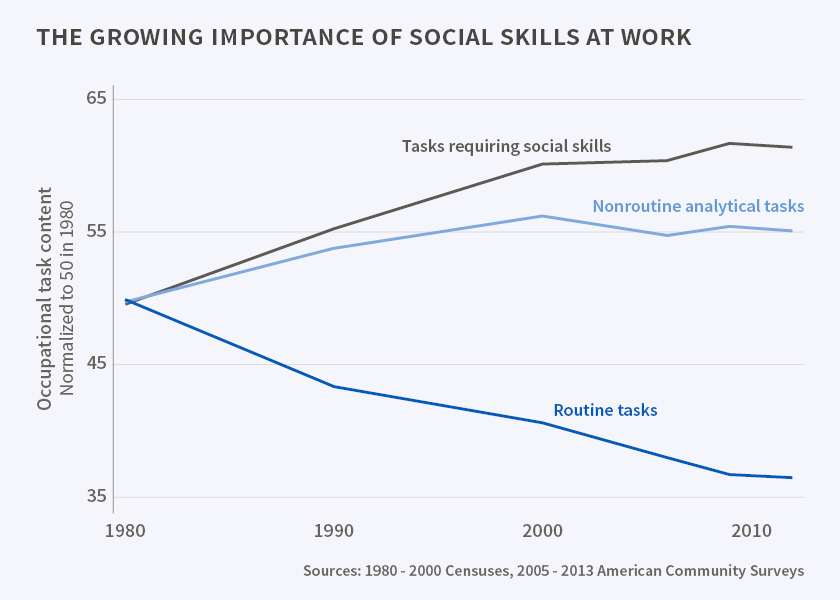 THE GROWING IMPORTANCE OF SOCIAL SKILLS AT WORK
65
55
45
35
Occupational task content
Normalized to 50 in 1980
Tasks requiring social skills
Nonroutine analytical tasks
Routine tasks
1980 1990 2000 2010
Sources: 1980 - 2000 Censuses, 2005 - 2013 American Community Surveys